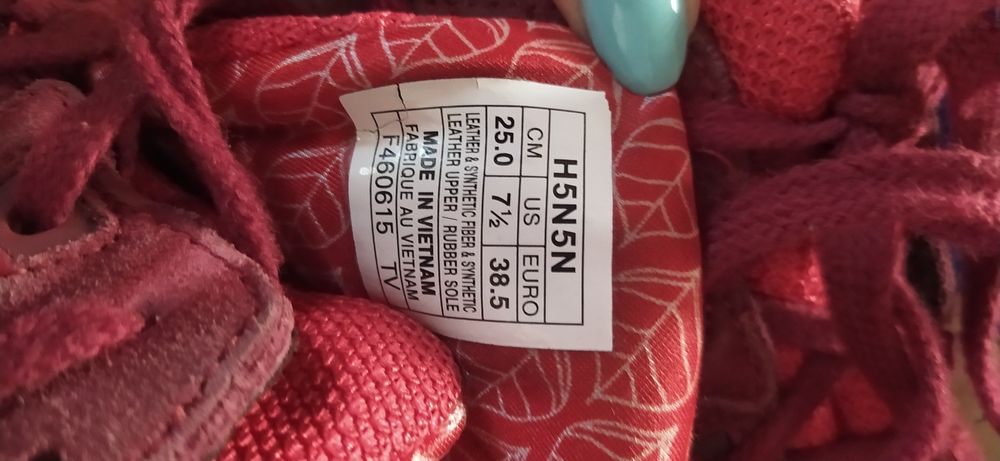 H5N5N
CM US EURO
25.0 7½ 38.5
LEATHER & SYNTHETIC FIBER & SYNTHETIC
LEATHER UPPER / RUBBER SOLE
MADE IN VIETNAM
FABRIQUE AU VIETNAM
F460615 7V